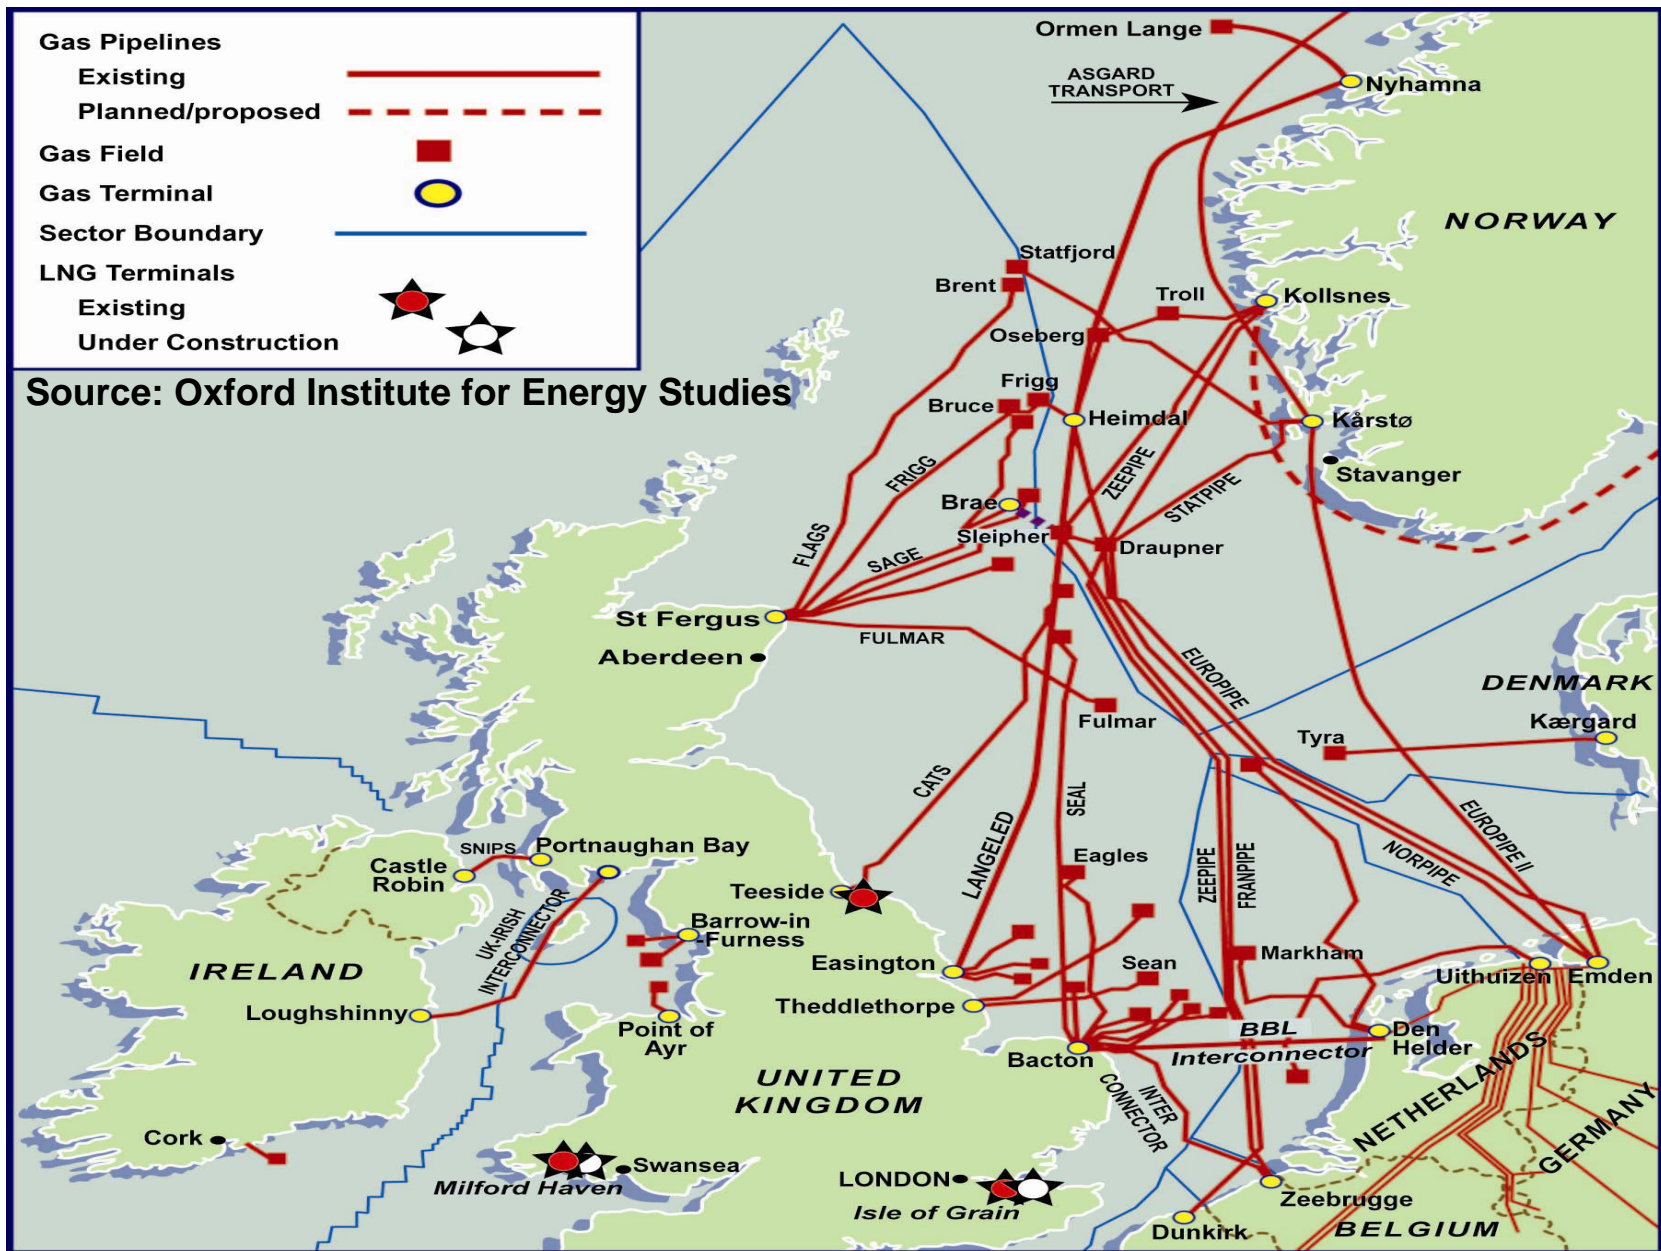 Gas Pipelines
Existing
Planned/proposed
Gas Field
Gas Terminal
Sector Boundary
LNG Terminals
Existing
Under Construction
Source: Oxford Institute for Energy Studies
Ormen Lange
ASGARD
TRANSPORT
Nyhamna
NORWAY
Statfjord
Brent
Troll
Kollsnes
Oseberg
Frigg
Bruce
Heimdal
Kårstø
Stavanger
FRIGG
ZEEPIPE
STATPIPE
Brae
Sleipher
Draupner
FLAGS
SAGE
St Fergus
FULMAR
Aberdeen
EUROPIPE
DENMARK
Fulmar
Kærgard
Tyra
CATS
SEAL
LANGELED
EUROPIPE II
NORPIPE
ZEEPIPE
FRANPIPE
SNIPS
Portnaughan Bay
Castle
Robin
Eagles
Teeside
UK-IRISH
INTERCONNECTOR
Barrow-in
-Furness
IRELAND
Easington
Sean
Markham
Uithuizen
Emden
Theddlethorpe
Loughshinny
Point of
Ayr
BBL
Interconnector
Den
Helder
Bacton
INTER
CONNECTOR
UNITED
KINGDOM
NETHERLANDS
GERMANY
Cork
Swansea
Milford Haven
LONDON
Isle of Grain
Zeebrugge
Dunkirk
BELGIUM